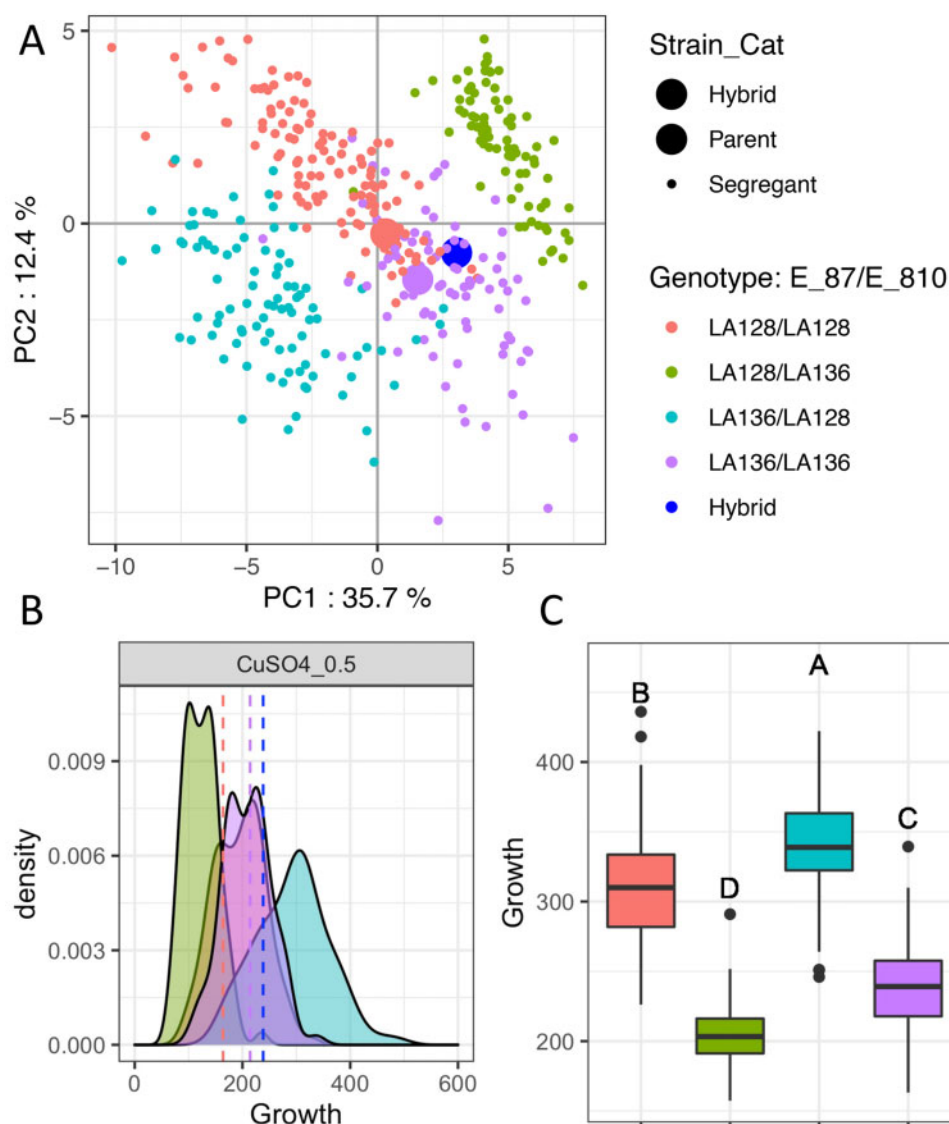 A
5
0
−5
PC2 : 12.4 %
−10
−5
0
5
PC1 : 35.7 %
Strain_Cat
Hybrid
Parent
Segregant
Genotype: E_87/E_810
LA128/LA128
LA128/LA136
LA136/LA128
LA136/LA136
Hybrid
B
CuSO4_0.5
0.009
0.006
0.003
0.000
density
0
200
400
600
Growth
C
400
300
200
Growth
B
D
A
C